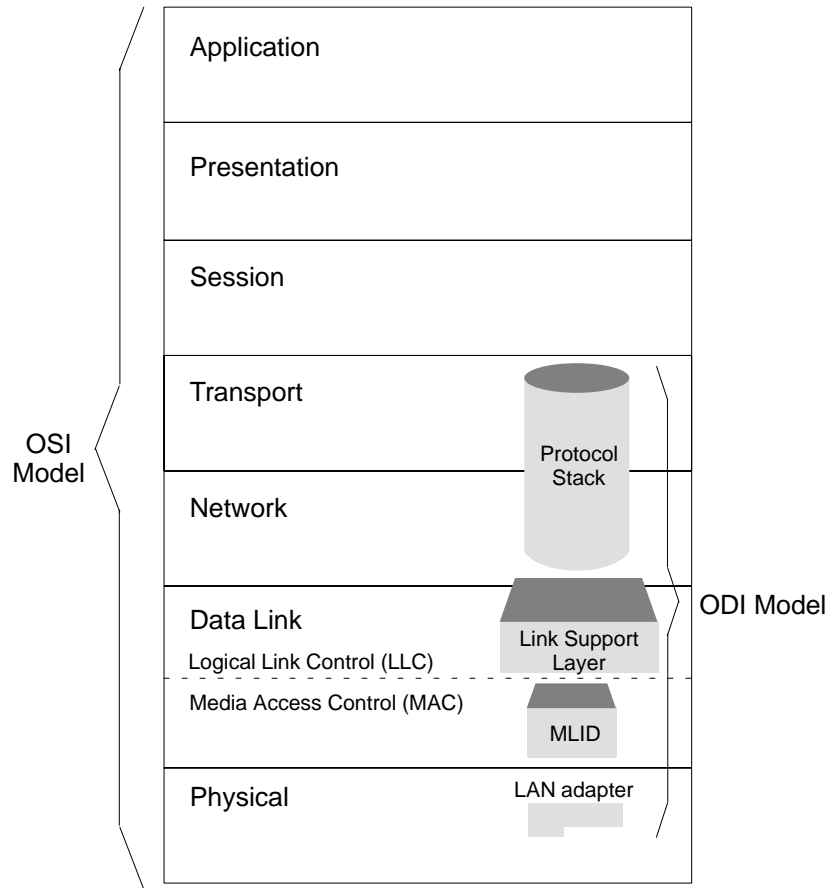 Application
Presentation
Session
Transport
Protocol
Stack
OSI
Model
Network
Data Link
Logical Link Control (LLC)
Link Support
Layer
ODI Model
Media Access Control (MAC)
MLID
Physical
LAN adapter